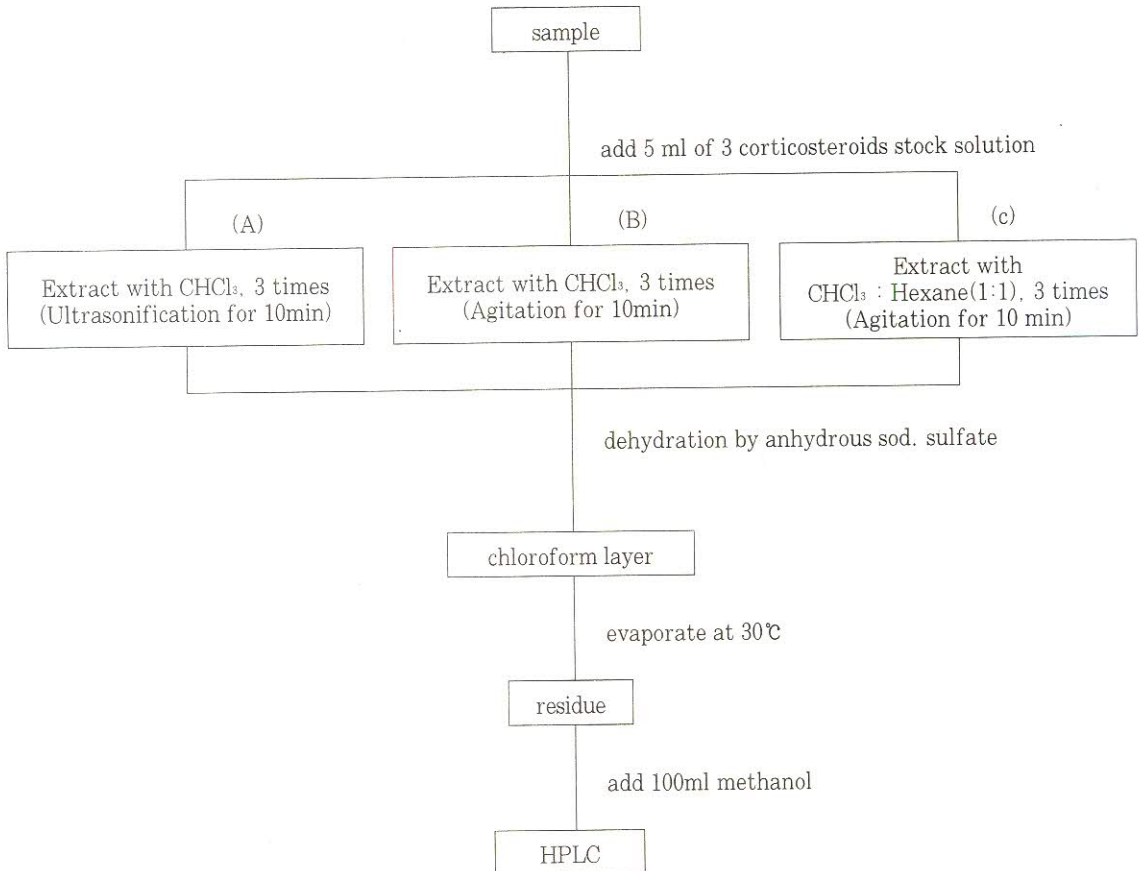 sample
add 5 ml of 3 corticosteroids stock solution
(A)
(B)
(c)
Extract with CHCl₃, 3 times
(Ultrasonification for 10min)
Extract with CHCl₃, 3 times
(Agitation for 10min)
Extract with
CHCl₃ : Hexane(1:1), 3 times
(Agitation for 10 min)
dehydration by anhydrous sod. sulfate
chloroform layer
evaporate at 30℃
residue
add 100ml methanol
HPLC